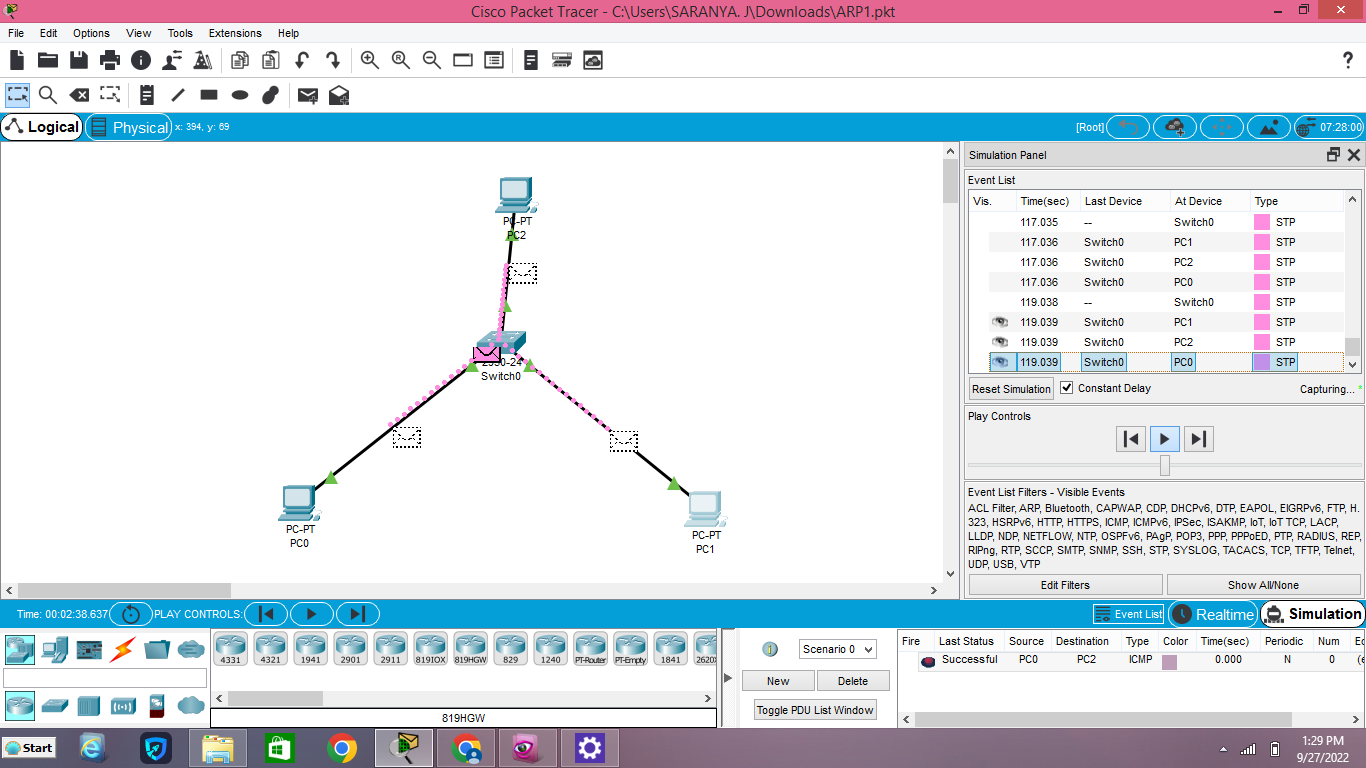 Cisco Packet Tracer - C:\Users\SARANYA. J\Downloads\ARP1.pkt
File Edit Options View Tools Extensions Help
Logical Physical x: 394, y: 69 [Root] 07:28:00
PC-PT
PC2
Switch0
PC-PT
PC0
PC-PT
PC1
Simulation Panel
Event List
Vis. Time(sec) Last Device At Device Type
117.035 -- Switch0 STP
117.036 Switch0 PC1 STP
117.036 Switch0 PC2 STP
117.036 Switch0 PC0 STP
119.038 -- Switch0 STP
119.039 Switch0 PC1 STP
119.039 Switch0 PC2 STP
119.039 Switch0 PC0 STP
Reset Simulation Constant Delay Capturing... *
Play Controls
Event List Filters - Visible Events
ACL Filter, ARP, Bluetooth, CAPWAP, CDP, DHCPv6, DTP, EAPOL, EIGRPv6, FTP, H.
323, HSRPv6, HTTP, HTTPS, ICMP, ICMPv6, IPSec, ISAKMP, IoT, IoT TCP, LACP,
LLDP, NDP, NETFLOW, NTP, OSPFv6, PAgP, POP3, PPP, PPPoED, PTP, RADIUS, REP,
RIPng, RTP, SCCP, SMTP, SNMP, SSH, STP, SYSLOG, TACACS, TCP, TFTP, Telnet,
UDP, USB, VTP
Edit Filters Show All/None
Time: 00:02:38.637 PLAY CONTROLS: Event List Realtime Simulation
4331 4321 1941 2901 2911 819IOX 819HGW 829 1240 PT-Router PT-Empty 1841 2620X
819HGW
Scenario 0
New Delete
Toggle PDU List Window
Fire Last Status Source Destination Type Color Time(sec) Periodic Num
Successful PC0 PC2 ICMP 0.000 N 0
Start
1:29 PM
9/27/2022